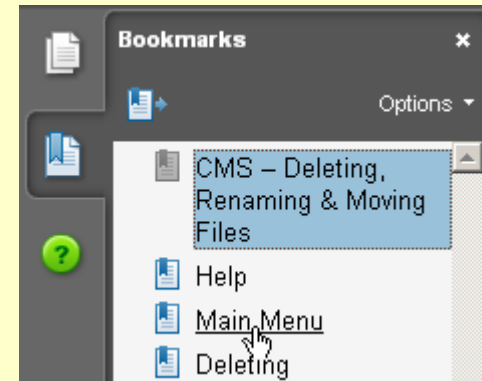 Bookmarks ×
Options
CMS – Deleting,
Renaming & Moving
Files
Help
Main Menu
Deleting
?